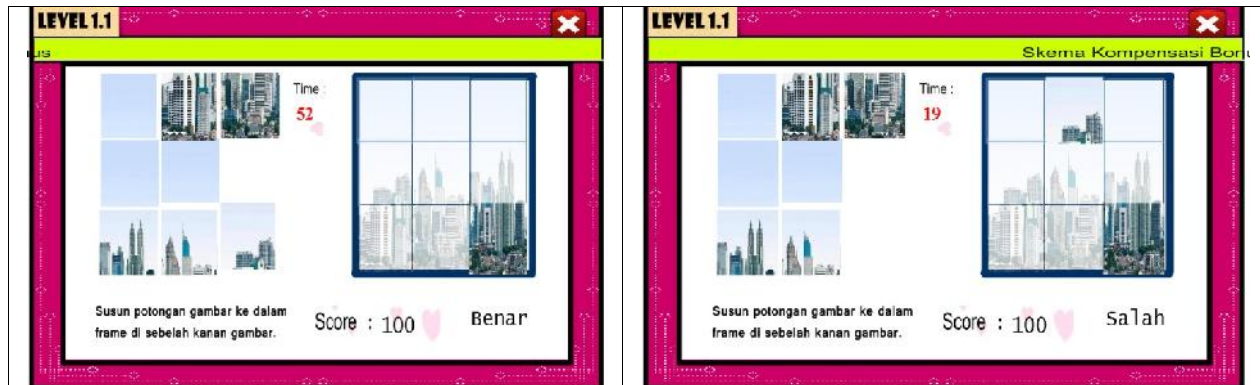 LEVEL 1.1
us
Time :
52
Susun potongan gambar ke dalam
frame di sebelah kanan gambar.
Score : 100
Benar
LEVEL 1.1
Skema Kompensasi Bonu
Time :
19
Susun potongan gambar ke dalam
frame di sebelah kanan gambar.
Score : 100
Salah